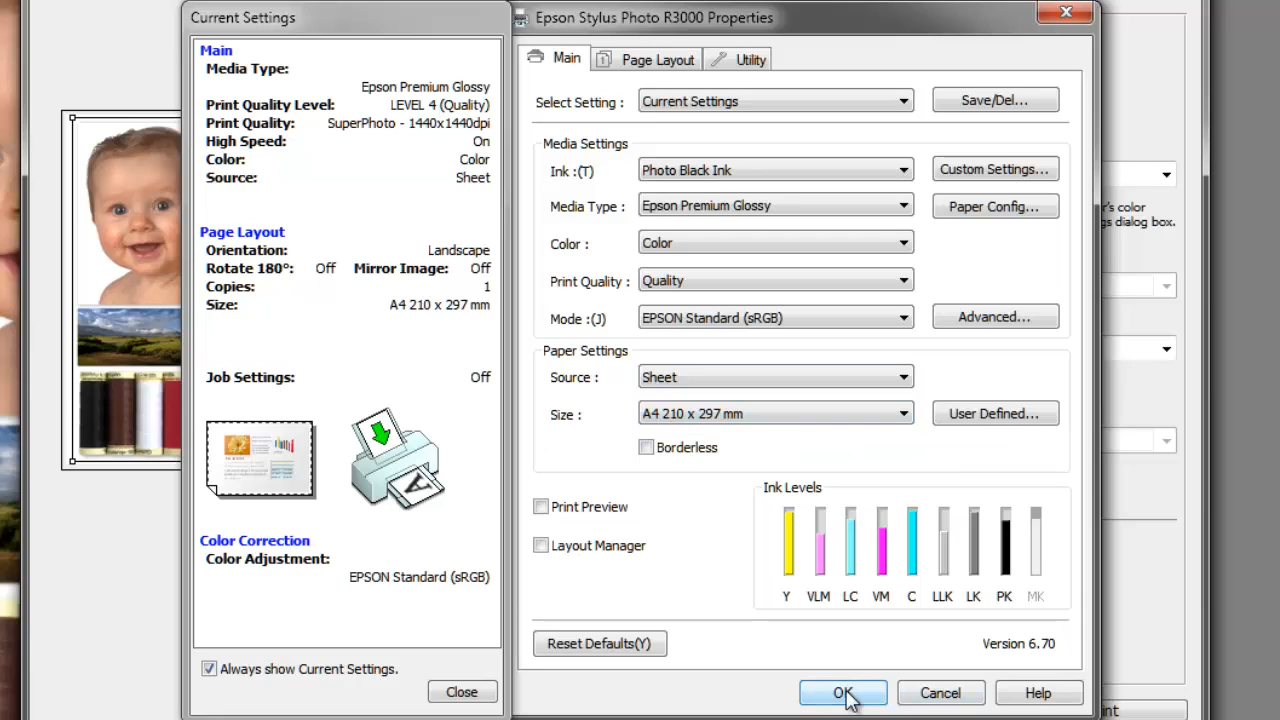 Current Settings
Main
Media Type:
Epson Premium Glossy
Print Quality Level: LEVEL 4 (Quality)
Print Quality: SuperPhoto - 1440x1440dpi
High Speed: On
Color: Color
Source: Sheet
Page Layout
Orientation: Landscape
Rotate 180°: Off Mirror Image: Off
Copies: 1
Size: A4 210 x 297 mm
Job Settings: Off
Color Correction
Color Adjustment:
EPSON Standard (sRGB)
Always show Current Settings.
Close
Epson Stylus Photo R3000 Properties
Main Page Layout Utility
Select Setting : Current Settings Save/Del...
Media Settings
Ink :(T) Photo Black Ink Custom Settings...
Media Type : Epson Premium Glossy Paper Config...
Color : Color
Print Quality : Quality
Mode :(J) EPSON Standard (sRGB) Advanced...
Paper Settings
Source : Sheet
Size : A4 210 x 297 mm User Defined...
Borderless
Print Preview
Layout Manager
Ink Levels
Y VLM LC VM C LLK LK PK MK
Reset Defaults(Y) Version 6.70
OK Cancel Help
r's color
gs dialog box.
int